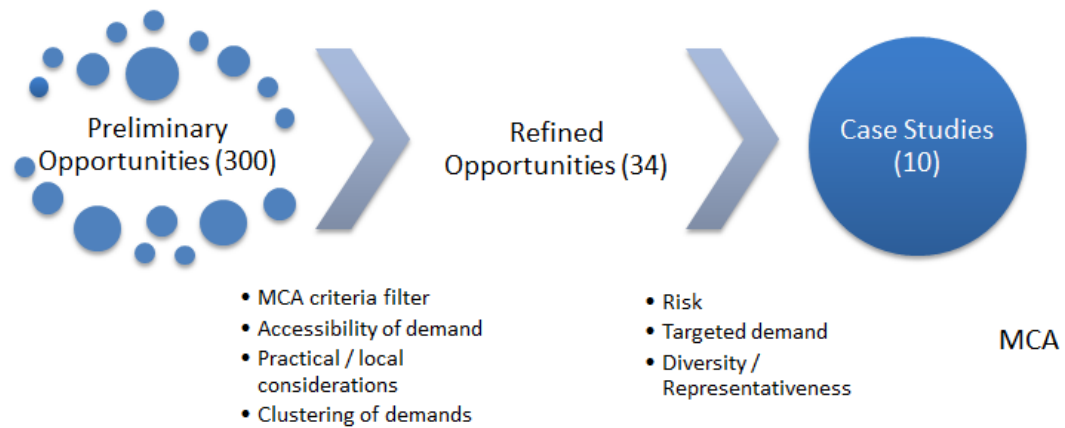 Preliminary
Opportunities (300)
Refined
Opportunities (34)
Case Studies
(10)
• MCA criteria filter
• Accessibility of demand
• Practical / local
considerations
• Clustering of demands
• Risk
• Targeted demand
• Diversity /
Representativeness
MCA